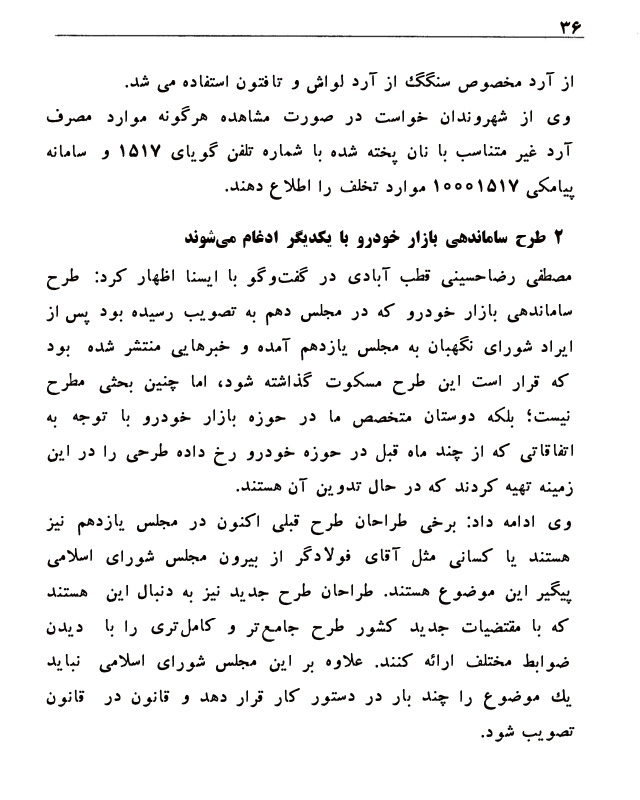 ۳۶
از آرد مخصوص سنگگ از آرد لواش و تافتون استفاده می شد.
وی از شهروندان خواست در صورت مشاهده هرگونه موارد مصرف
آرد غیر متناسب با نان پخته شده با شماره تلفن گویای ۱۵۱۷ و سامانه
پیامکی ۱۰۰۰۱۵۱۷ موارد تخلف را اطلاع دهند.
۲ طرح ساماندهی بازار خودرو با یکدیگر ادغام می‌شوند
مصطفی رضاحسینی قطب آبادی در گفت‌وگو با ایسنا اظهار کرد: طرح
ساماندهی بازار خودرو که در مجلس دهم به تصویب رسیده بود پس از
ایراد شورای نگهبان به مجلس یازدهم آمده و خبرهایی منتشر شده بود
که قرار است این طرح مسکوت گذاشته شود، اما چنین بحثی مطرح
نیست؛ بلکه دوستان متخصص ما در حوزه بازار خودرو با توجه به
اتفاقاتی که از چند ماه قبل در حوزه خودرو رخ داده طرحی را در این
زمینه تهیه کردند که در حال تدوین آن هستند.
وی ادامه داد: برخی طراحان طرح قبلی اکنون در مجلس یازدهم نیز
هستند یا کسانی مثل آقای فولادگر از بیرون مجلس شورای اسلامی
پیگیر این موضوع هستند. طراحان طرح جدید نیز به دنبال این هستند
که با مقتضیات جدید کشور طرح جامع‌تر و کامل‌تری را با دیدن
ضوابط مختلف ارائه کنند. علاوه بر این مجلس شورای اسلامی نباید
یك موضوع را چند بار در دستور کار قرار دهد و قانون در قانون
تصویب شود.